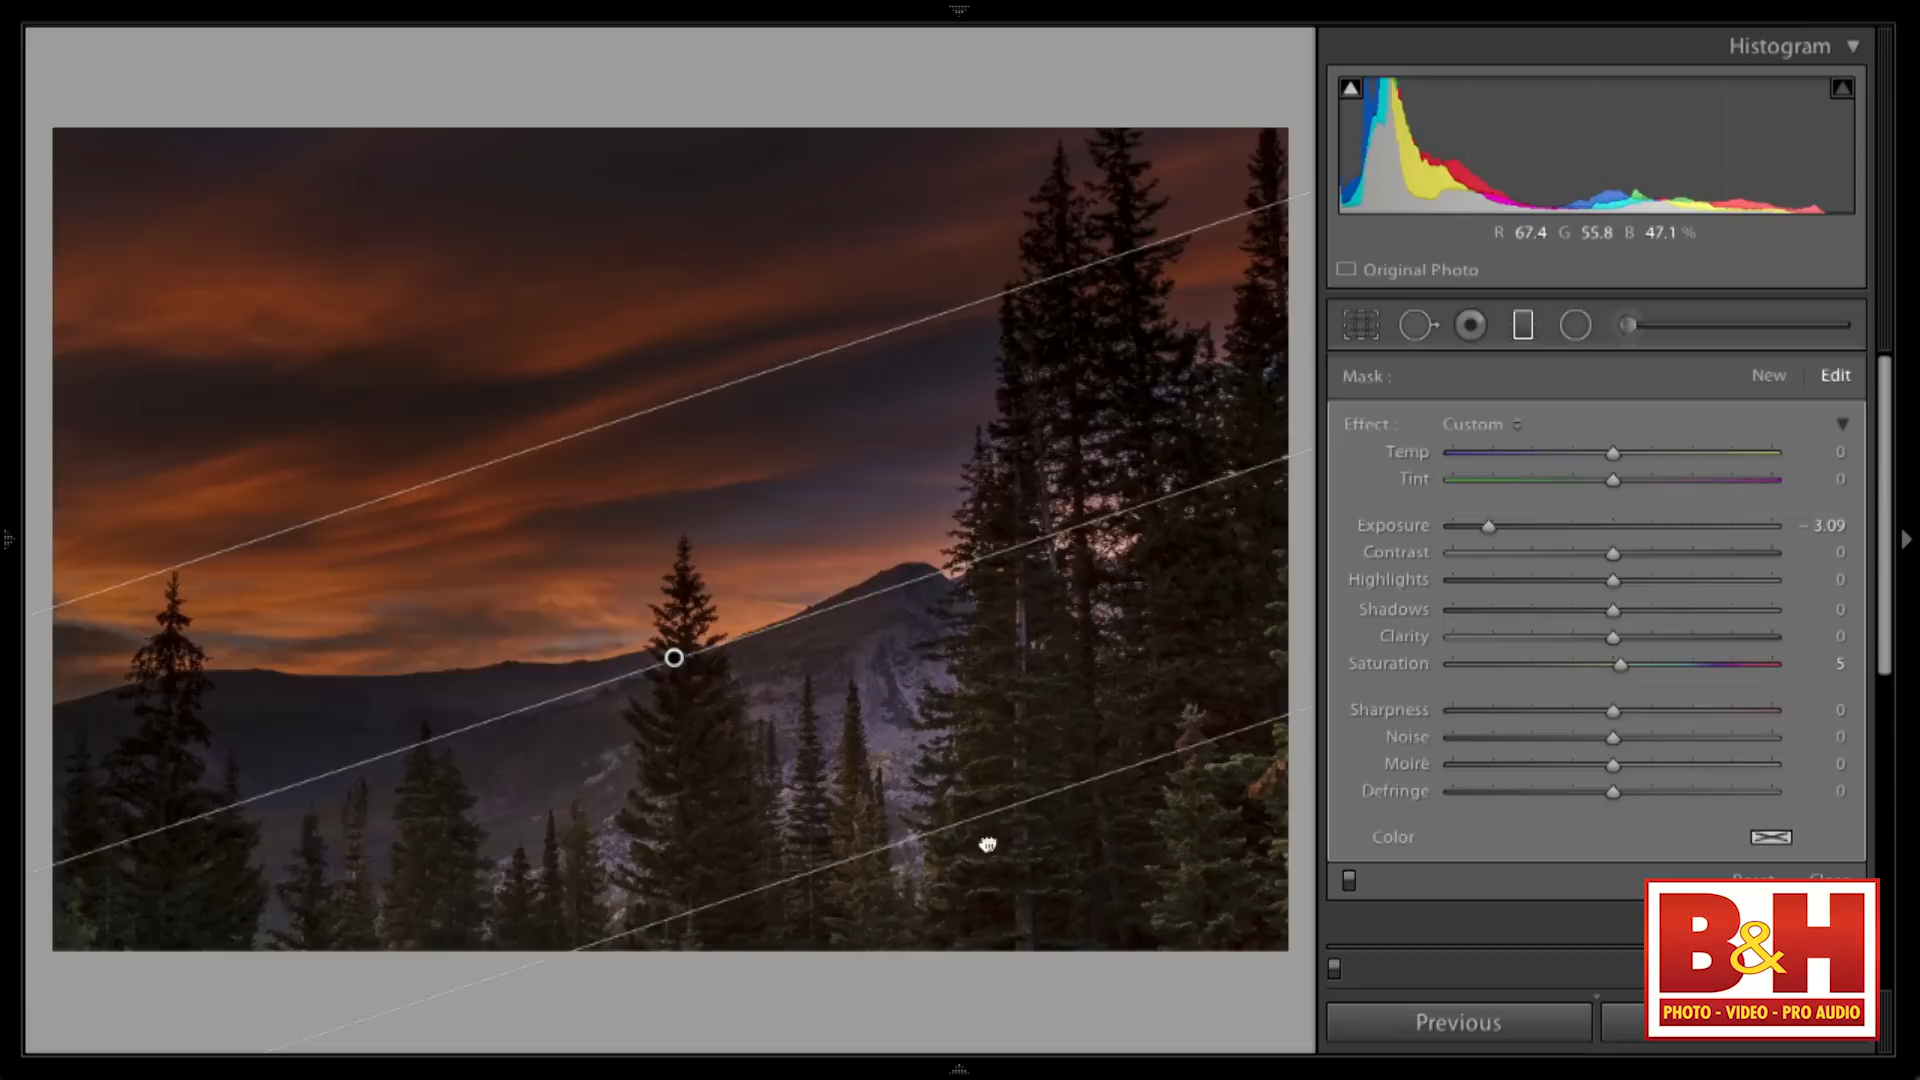 Histogram
R 67.4 G 55.8 B 47.1 %
Original Photo
Mask : New Edit
Effect : Custom
Temp 0
Tint 0
Exposure – 3.09
Contrast 0
Highlights 0
Shadows 0
Clarity 0
Saturation 5
Sharpness 0
Noise 0
Moiré 0
Defringe 0
Color
Previous
B&H
PHOTO - VIDEO - PRO AUDIO